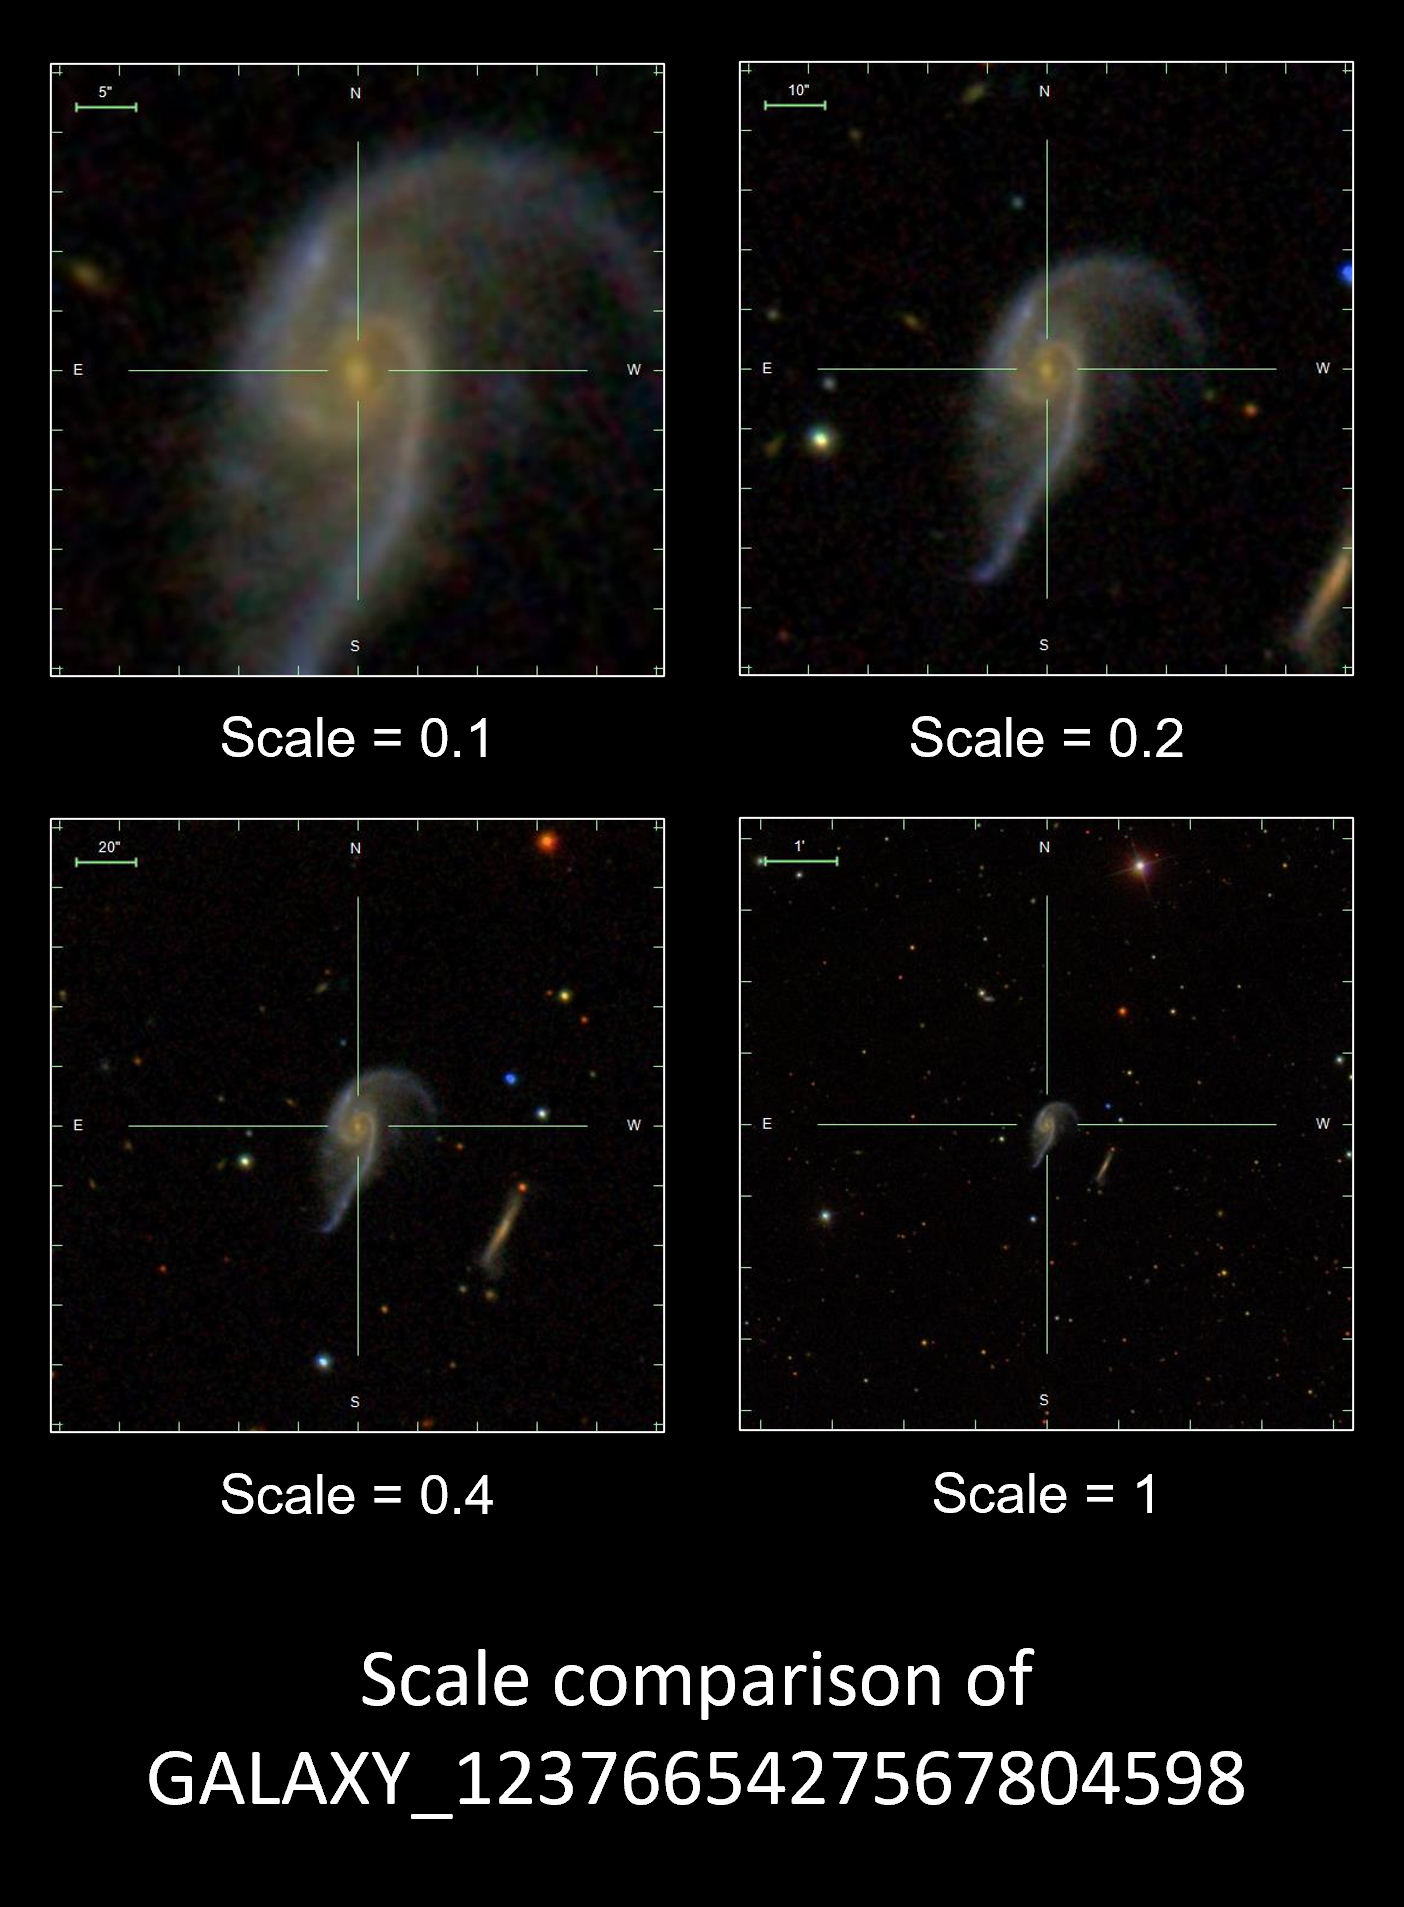 5"
N
E
W
S
Scale = 0.1
10"
N
E
W
S
Scale = 0.2
20"
N
E
W
S
Scale = 0.4
1'
N
E
W
S
Scale = 1
Scale comparison of
GALAXY_1237665427567804598